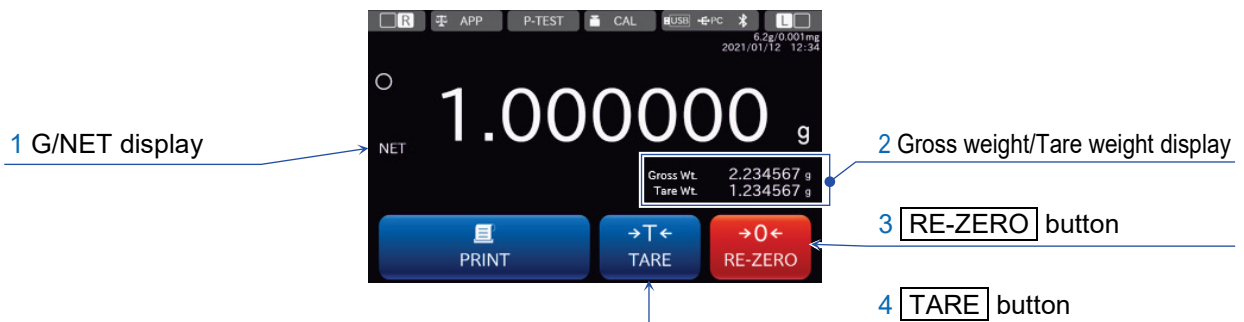 R APP P-TEST CAL USB PC L
6.2g/0.001mg
2021/01/12 12:34
1.000000 g
1 G/NET display
NET
2 Gross weight/Tare weight display
Gross Wt. 2.234567 g
Tare Wt. 1.234567 g
3 RE-ZERO button
→T← →0←
PRINT TARE RE-ZERO
4 TARE button